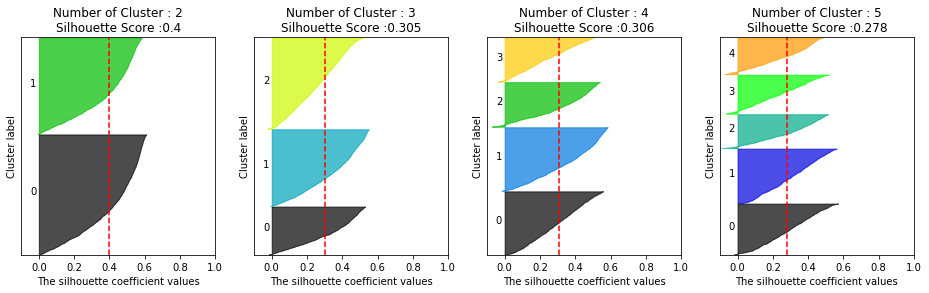 Number of Cluster : 2
Silhouette Score :0.4
Cluster label
1
0
0.0 0.2 0.4 0.6 0.8 1.0
The silhouette coefficient values
Number of Cluster : 3
Silhouette Score :0.305
Cluster label
2
1
0
0.0 0.2 0.4 0.6 0.8 1.0
The silhouette coefficient values
Number of Cluster : 4
Silhouette Score :0.306
Cluster label
3
2
1
0
0.0 0.2 0.4 0.6 0.8 1.0
The silhouette coefficient values
Number of Cluster : 5
Silhouette Score :0.278
Cluster label
4
3
2
1
0
0.0 0.2 0.4 0.6 0.8 1.0
The silhouette coefficient values